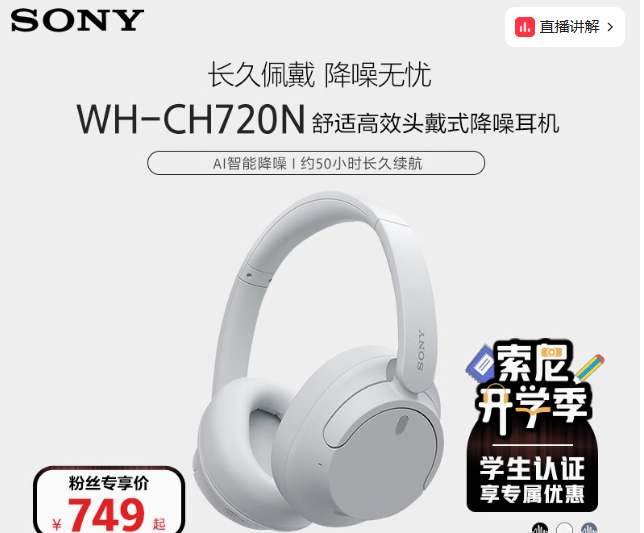 SONY
直播讲解
长久佩戴 降噪无忧
WH-CH720N 舒适高效头戴式降噪耳机
AI智能降噪 I 约50小时长久续航
SONY
索尼
开学季
学生认证
享专属优惠
粉丝专享价
¥ 749 起